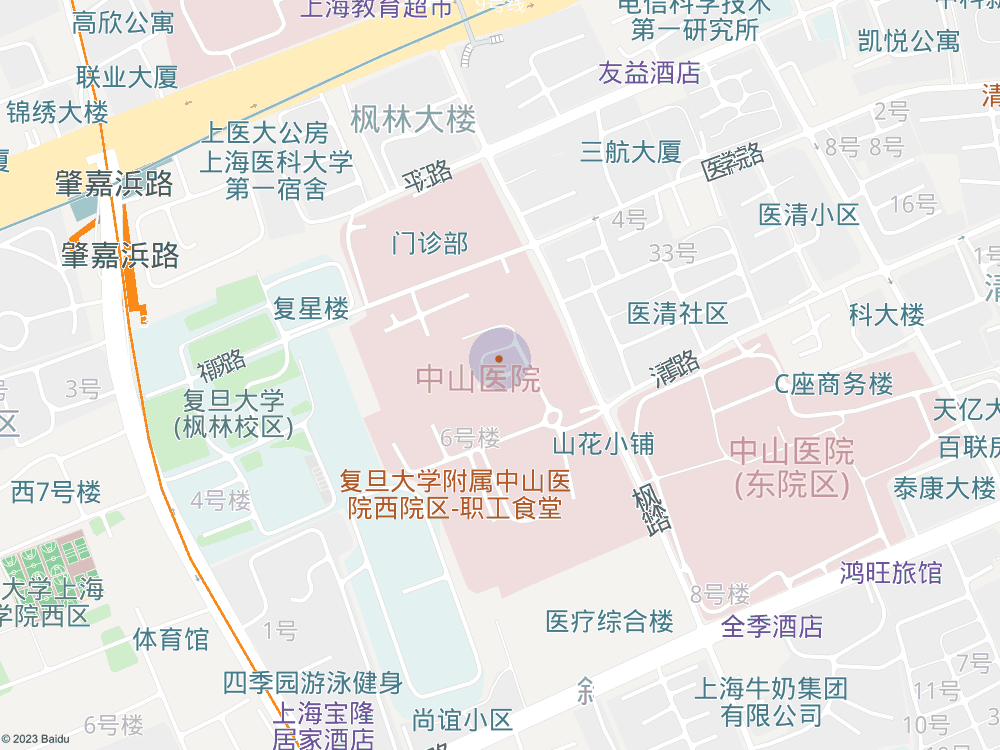 上海教育超市
电信科学技术
第一研究所
高欣公寓
凯悦公寓
联业大厦
友益酒店
锦绣大楼
枫林大楼
2号
清
上医大公房
厦
上海医科大学
第一宿舍
三航大厦
医学院路
8号 8号
肇嘉浜路
平江路
16号
医清小区
4号
门诊部
33号
肇嘉浜路
1号
清
复星楼
医清社区
科大楼
福庆路
清真路
中山医院
3号
号
C座商务楼
复旦大学
(枫林校区)
区
天亿大
6号楼
山花小铺
中山医院
(东院区)
百联房
复旦大学附属中山医
院西院区-职工食堂
西7号楼
4号楼
泰康大楼
枫林路
大学上海
学院西区
鸿旺旅馆
8号楼
医疗综合楼
全季酒店
体育馆
1号
7号
四季园游泳健身
上海牛奶集团
有限公司
11号
上海宝隆
居家酒店
尚谊小区
6号楼
10号
路
© 2023 Baidu